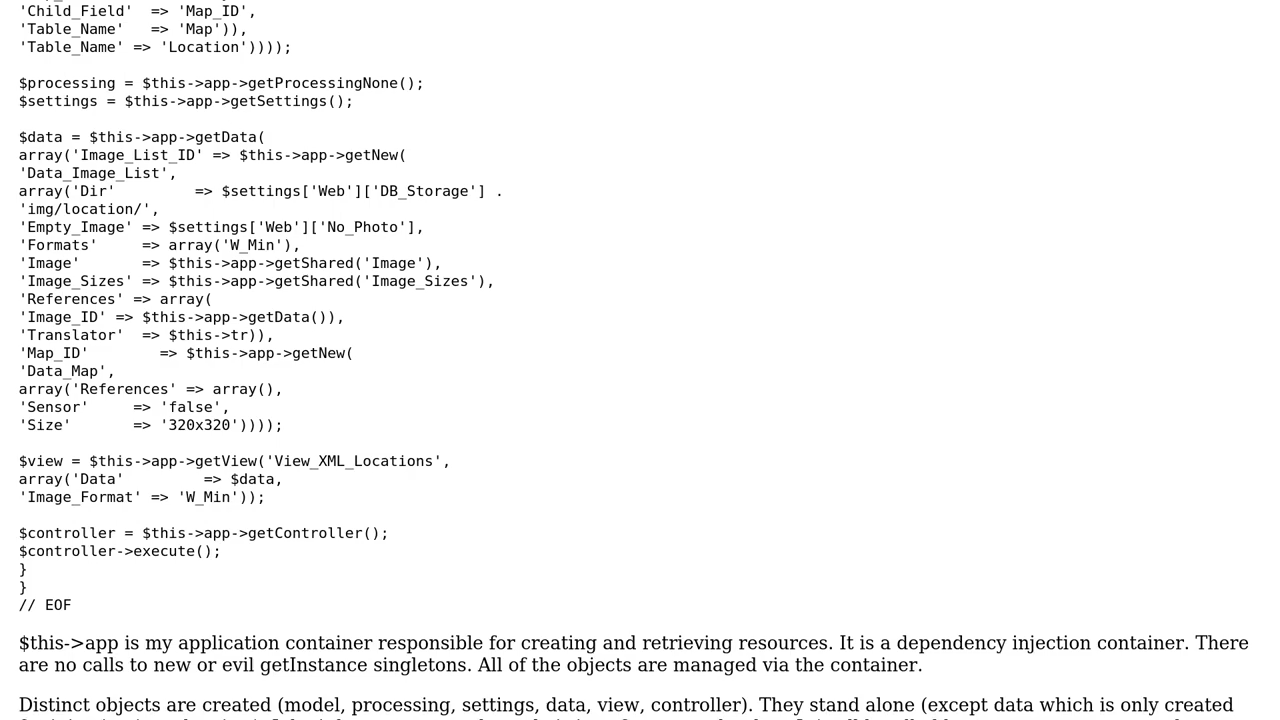 'Child_Field'  => 'Map_ID',
'Table_Name'   => 'Map')),
'Table_Name' => 'Location'))));

$processing = $this->app->getProcessingNone();
$settings = $this->app->getSettings();

$data = $this->app->getData(
array('Image_List_ID' => $this->app->getNew(
'Data_Image_List',
array('Dir'         => $settings['Web']['DB_Storage'] .
'img/location/',
'Empty_Image' => $settings['Web']['No_Photo'],
'Formats'     => array('W_Min'),
'Image'       => $this->app->getShared('Image'),
'Image_Sizes' => $this->app->getShared('Image_Sizes'),
'References' => array(
'Image_ID' => $this->app->getData()),
'Translator'  => $this->tr)),
'Map_ID'        => $this->app->getNew(
'Data_Map',
array('References' => array(),
'Sensor'     => 'false',
'Size'       => '320x320'))));

$view = $this->app->getView('View_XML_Locations',
array('Data'         => $data,
'Image_Format' => 'W_Min'));

$controller = $this->app->getController();
$controller->execute();
}
}
// EOF

$this->app is my application container responsible for creating and retrieving resources. It is a dependency injection container. There
are no calls to new or evil getInstance singletons. All of the objects are managed via the container.

Distinct objects are created (model, processing, settings, data, view, controller). They stand alone (except data which is only created